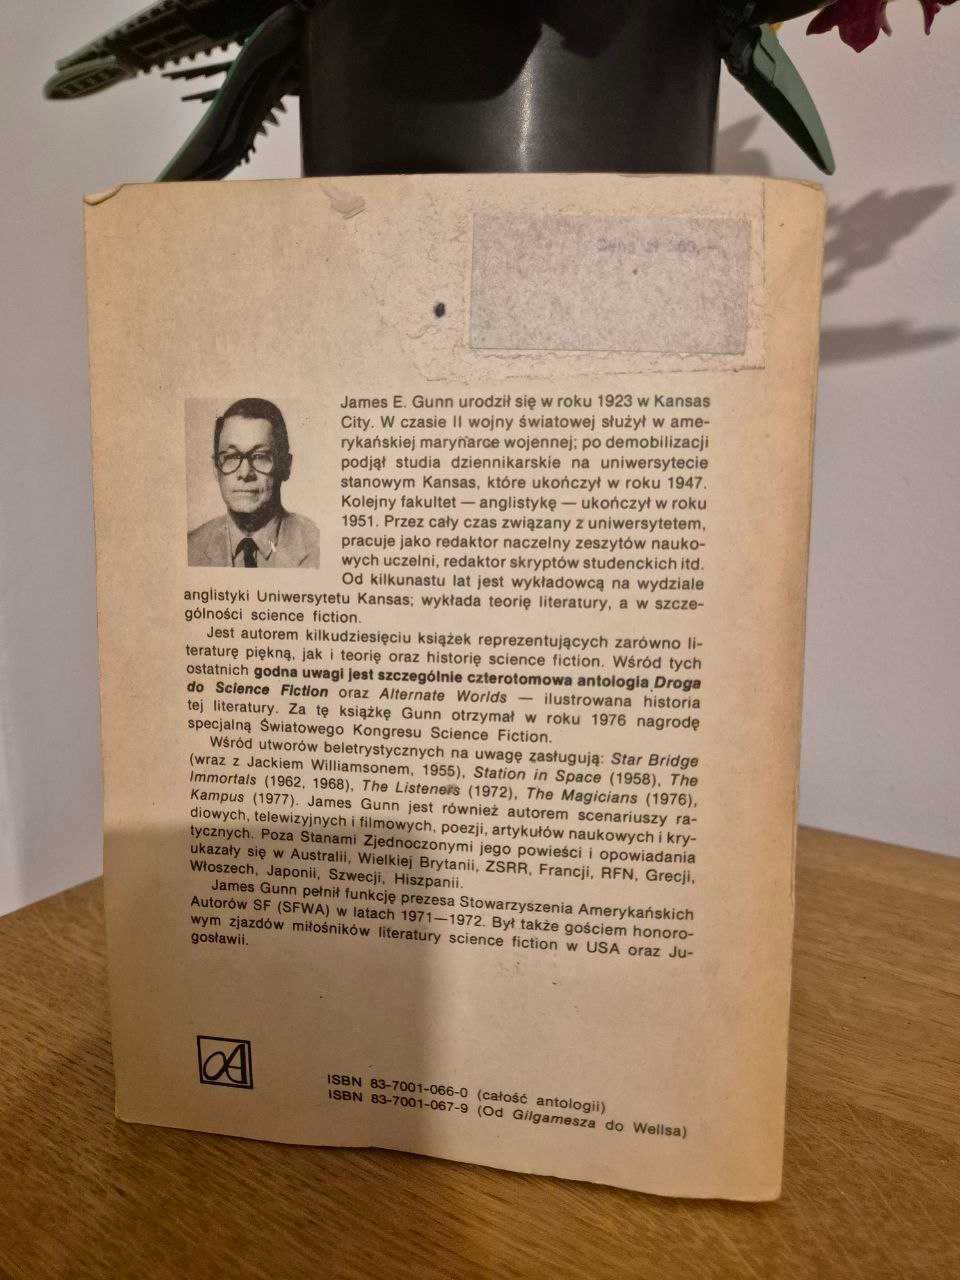 Cena zł
James E. Gunn urodził się w roku 1923 w Kansas
City. W czasie II wojny światowej służył w ame-
rykańskiej marynarce wojennej; po demobilizacji
podjął studia dziennikarskie na uniwersytecie
stanowym Kansas, które ukończył w roku 1947.
Kolejny fakultet — anglistykę — ukończył w roku
1951. Przez cały czas związany z uniwersytetem,
pracuje jako redaktor naczelny zeszytów nauko-
wych uczelni, redaktor skryptów studenckich itd.
Od kilkunastu lat jest wykładowcą na wydziale
anglistyki Uniwersytetu Kansas; wykłada teorię literatury, a w szcze-
gólności science fiction.
Jest autorem kilkudziesięciu książek reprezentujących zarówno li-
teraturę piękną, jak i teorię oraz historię science fiction. Wśród tych
ostatnich godna uwagi jest szczególnie czterotomowa antologia Droga
do Science Fiction oraz Alternate Worlds — ilustrowana historia
tej literatury. Za tę książkę Gunn otrzymał w roku 1976 nagrodę
specjalną Światowego Kongresu Science Fiction.
Wśród utworów beletrystycznych na uwagę zasługują: Star Bridge
(wraz z Jackiem Williamsonem, 1955), Station in Space (1958), The
Immortals (1962, 1968), The Listeners (1972), The Magicians (1976),
Kampus (1977). James Gunn jest również autorem scenariuszy ra-
diowych, telewizyjnych i filmowych, poezji, artykułów naukowych i kry-
tycznych. Poza Stanami Zjednoczonymi jego powieści i opowiadania
ukazały się w Australii, Wielkiej Brytanii, ZSRR, Francji, RFN, Grecji,
Włoszech, Japonii, Szwecji, Hiszpanii.
James Gunn pełnił funkcję prezesa Stowarzyszenia Amerykańskich
Autorów SF (SFWA) w latach 1971—1972. Był także gościem honoro-
wym zjazdów miłośników literatury science fiction w USA oraz Ju-
gosławii.
ISBN 83-7001-066-0 (całość antologii)
ISBN 83-7001-067-9 (Od Gilgamesza do Wellsa)